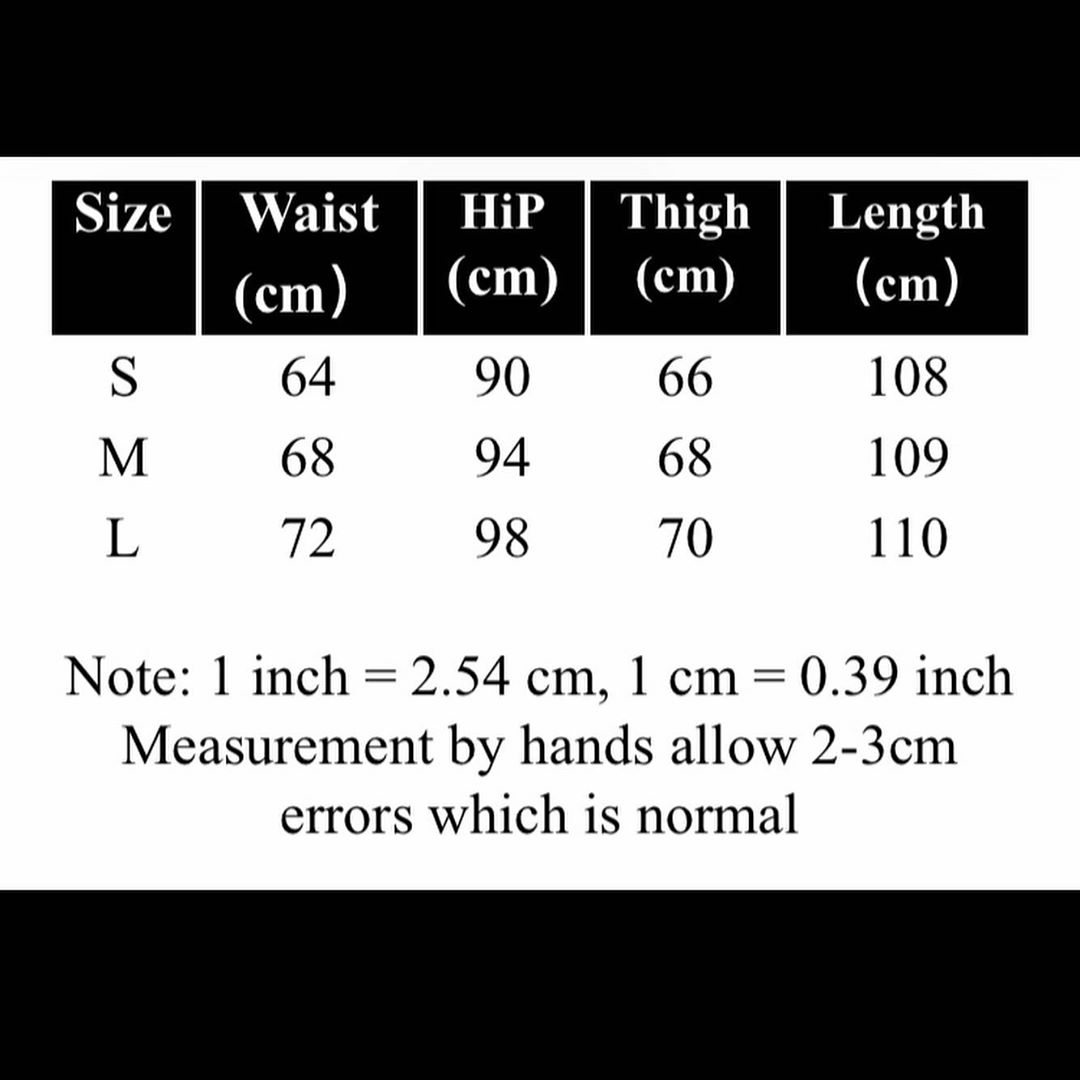 Size Waist (cm) HiP (cm) Thigh (cm) Length (cm)
S 64 90 66 108
M 68 94 68 109
L 72 98 70 110
Note: 1 inch = 2.54 cm, 1 cm = 0.39 inch
Measurement by hands allow 2-3cm
errors which is normal